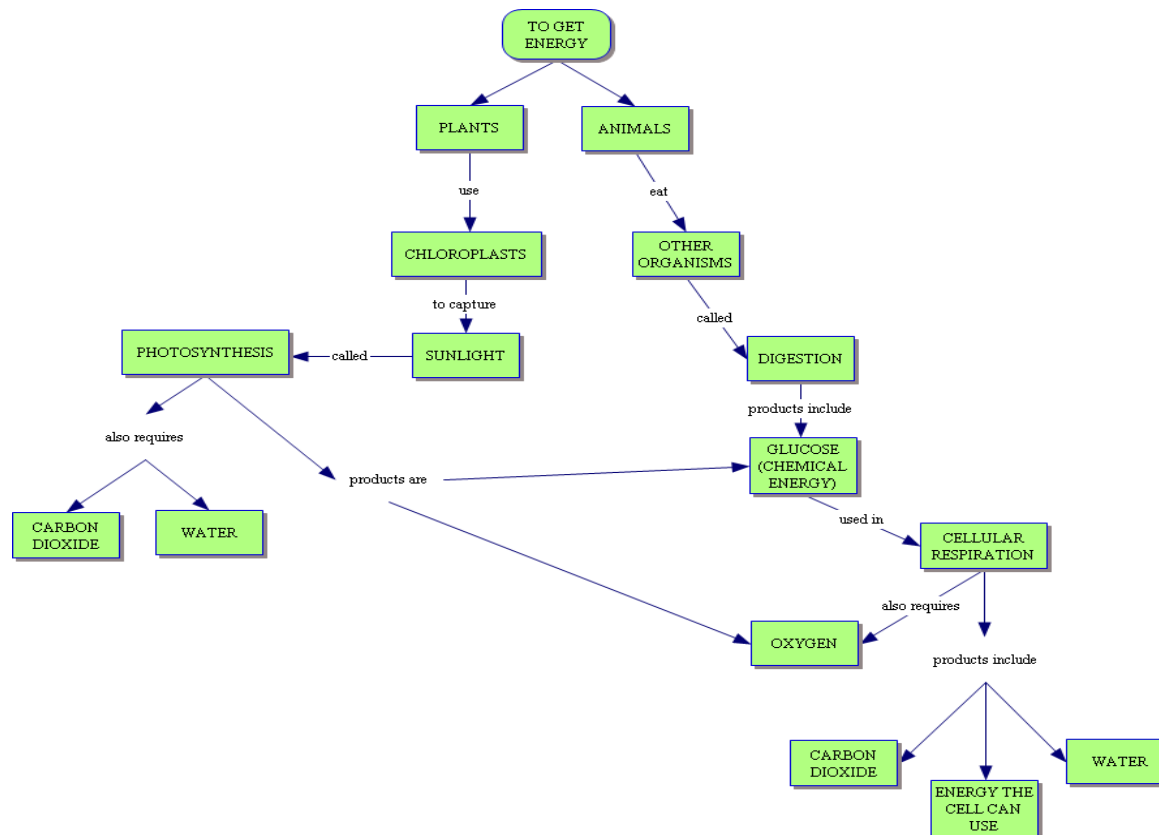 TO GET
ENERGY
PLANTS
ANIMALS
use
eat
CHLOROPLASTS
OTHER
ORGANISMS
to capture
called
PHOTOSYNTHESIS
called
SUNLIGHT
DIGESTION
products include
also requires
GLUCOSE
(CHEMICAL
ENERGY)
products are
CARBON
DIOXIDE
WATER
used in
CELLULAR
RESPIRATION
also requires
OXYGEN
products include
CARBON
DIOXIDE
WATER
ENERGY THE
CELL CAN
USE